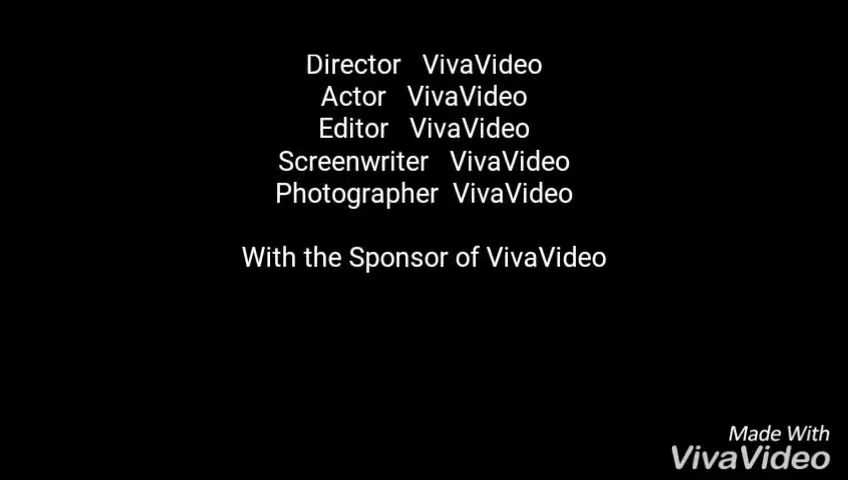 Director VivaVideo
Actor VivaVideo
Editor VivaVideo
Screenwriter VivaVideo
Photographer VivaVideo
With the Sponsor of VivaVideo
Made With
VivaVideo